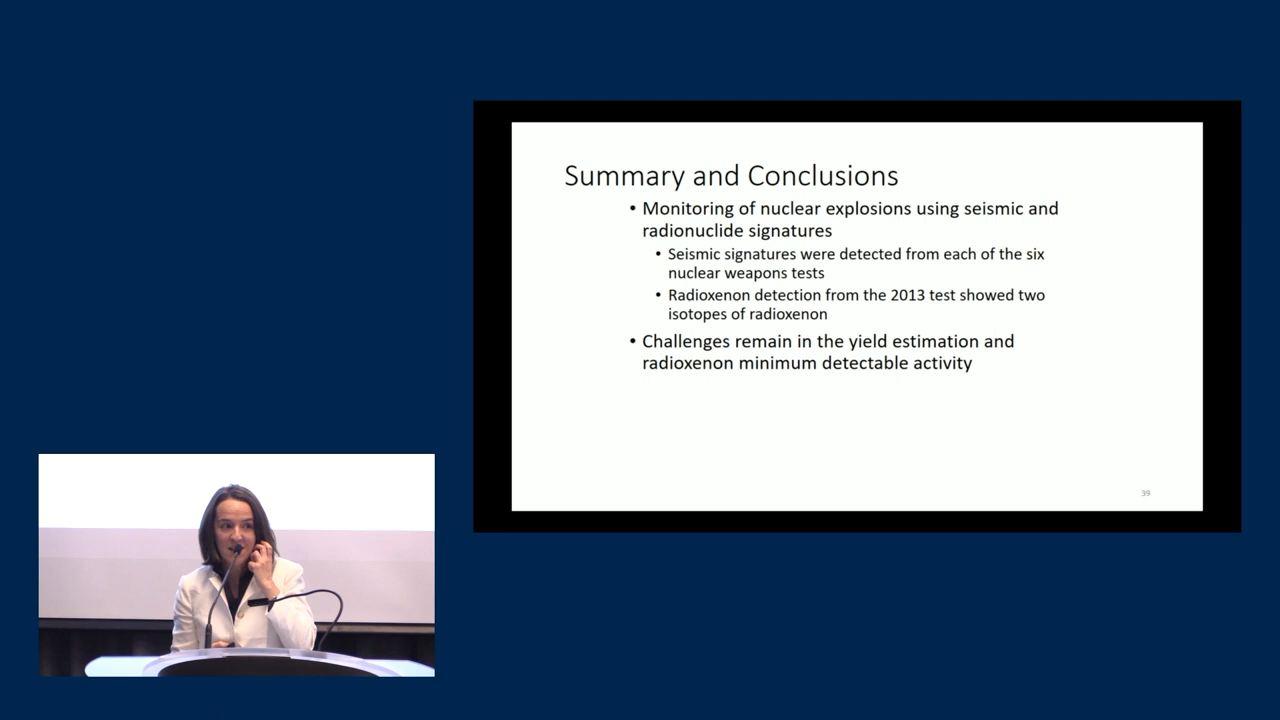 Summary and Conclusions
• Monitoring of nuclear explosions using seismic and
radionuclide signatures
• Seismic signatures were detected from each of the six
nuclear weapons tests
• Radioxenon detection from the 2013 test showed two
isotopes of radioxenon
• Challenges remain in the yield estimation and
radioxenon minimum detectable activity
39